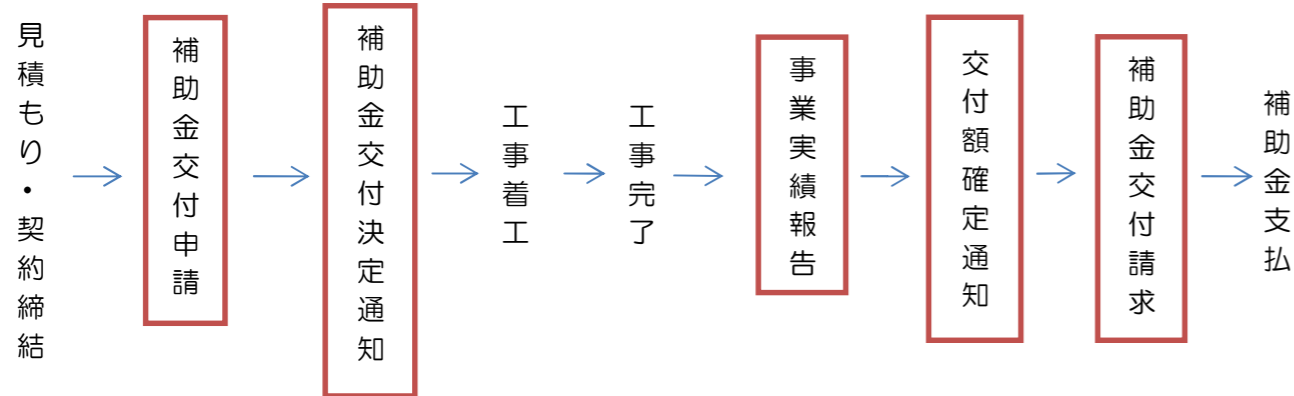 見積もり・契約締結
補助金交付申請
補助金交付決定通知
工事着工
工事完了
事業実績報告
交付額確定通知
補助金交付請求
補助金支払